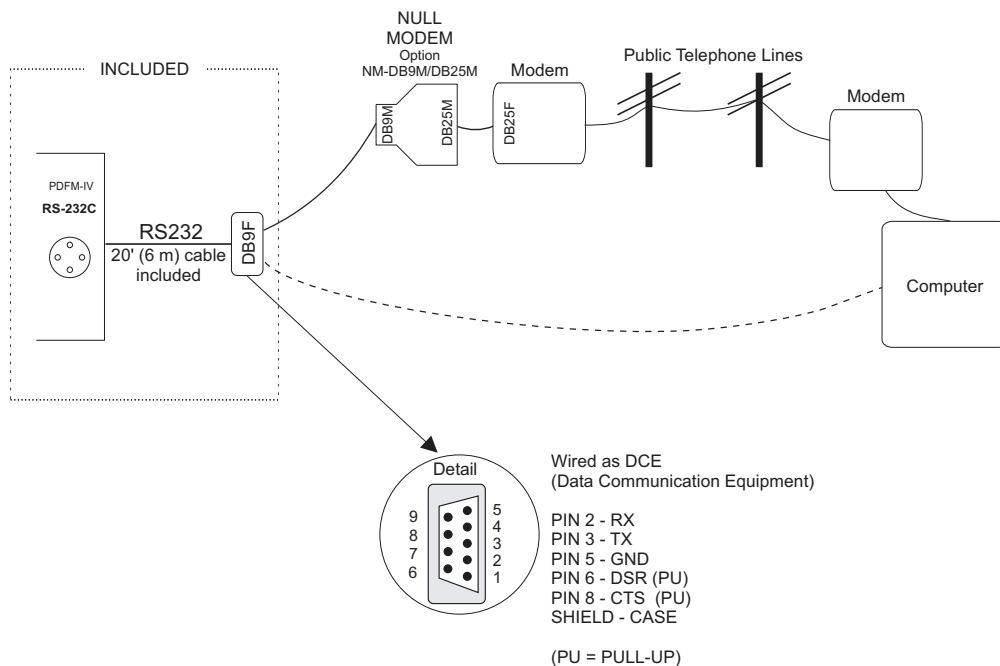 NULL
MODEM
Option
NM-DB9M/DB25M
INCLUDED
Modem
Public Telephone Lines
Modem
DB9M
DB25M
DB25F
PDFM-IV
RS-232C
RS232
20' (6 m) cable
included
DB9F
Computer
Detail
9
8
7
6
5
4
3
2
1
Wired as DCE
(Data Communication Equipment)
PIN 2 - RX
PIN 3 - TX
PIN 5 - GND
PIN 6 - DSR (PU)
PIN 8 - CTS (PU)
SHIELD - CASE
(PU = PULL-UP)